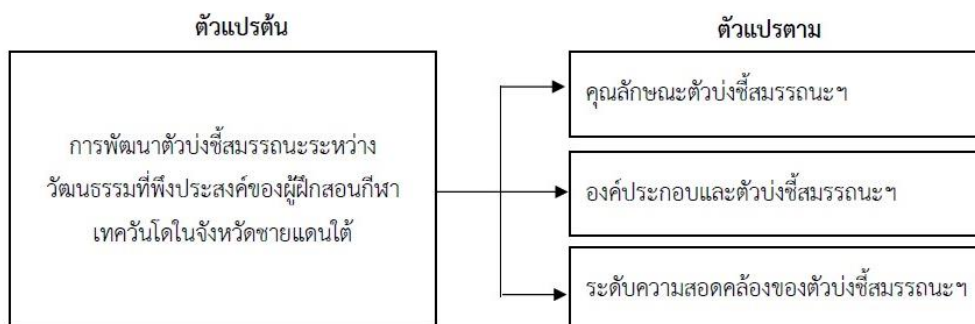 ตัวแปรต้น
การพัฒนาตัวบ่งชี้สมรรถนะระหว่าง
วัฒนธรรมที่พึงประสงค์ของผู้ฝึกสอนกีฬา
เทควันโดในจังหวัดชายแดนใต้
ตัวแปรตาม
คุณลักษณะตัวบ่งชี้สมรรถนะฯ
องค์ประกอบและตัวบ่งชี้สมรรถนะฯ
ระดับความสอดคล้องของตัวบ่งชี้สมรรถนะฯ